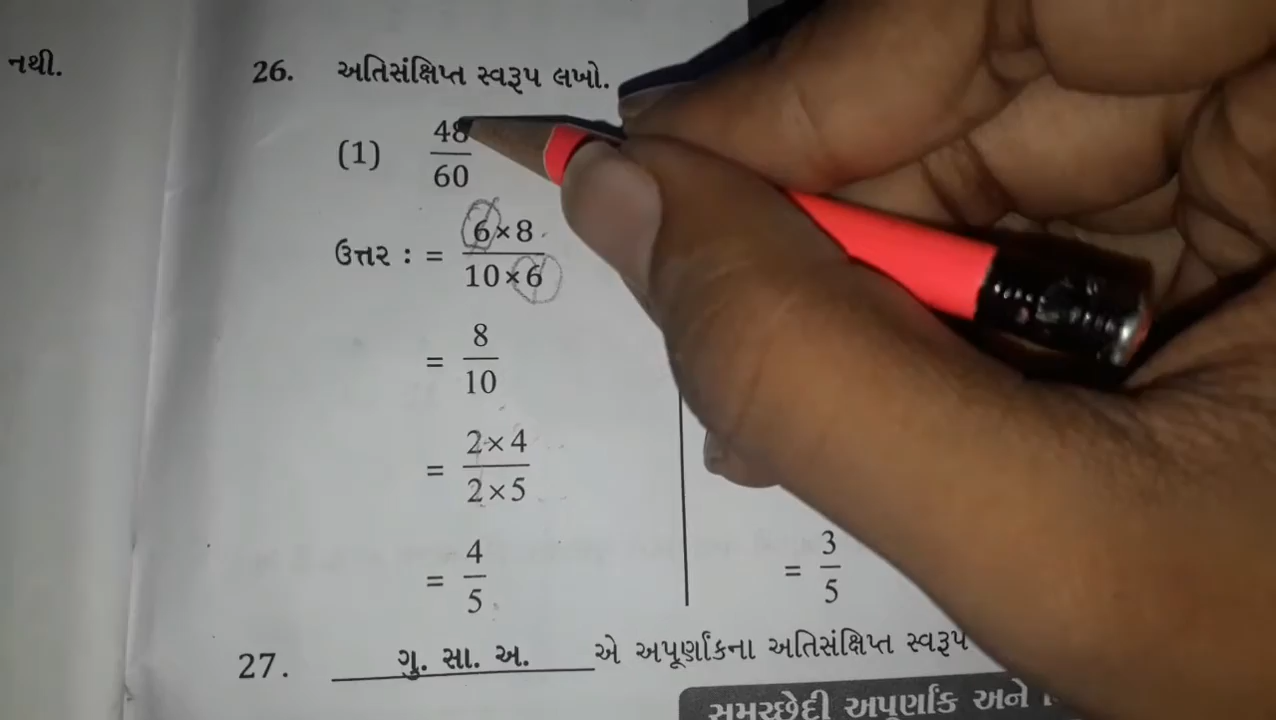 નથી.
26. અતિસંક્ષિપ્ત સ્વરૂપ લખો.
(1) 48/60
ઉત્તર : = 6×8/10×6
= 8/10
= 2×4/2×5
= 4/5
= 3/5
27. ગુ. સા. અ. એ અપૂર્ણાંકના અતિસંક્ષિપ્ત સ્વરૂપ
સમચ્છેદી અપૂર્ણાંક અને